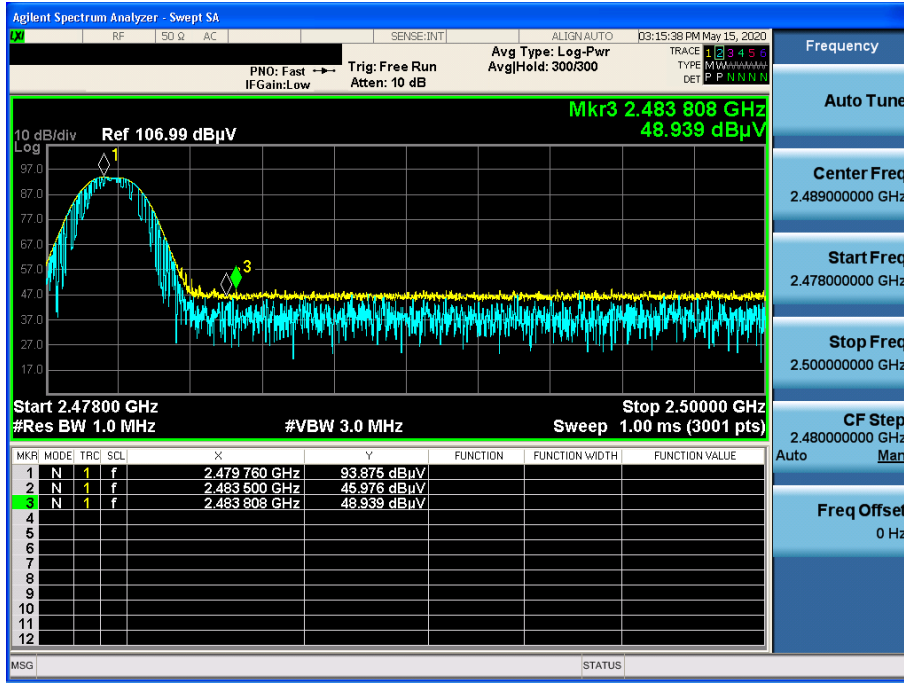 Agilent Spectrum Analyzer - Swept SA
LXI RF 50 Ω AC SENSE:INT ALIGN AUTO 03:15:38 PM May 15, 2020
PNO: Fast Trig: Free Run Avg Type: Log-Pwr TRACE 1 2 3 4 5 6
IFGain:Low Atten: 10 dB Avg|Hold: 300/300 TYPE M W W W W W
DET P P N N N N
Mkr3 2.483 808 GHz
48.939 dBµV
10 dB/div Ref 106.99 dBµV
Log
97.0
87.0
77.0
67.0
57.0
47.0
37.0
27.0
17.0
1
3
Start 2.47800 GHz Stop 2.50000 GHz
#Res BW 1.0 MHz #VBW 3.0 MHz Sweep 1.00 ms (3001 pts)
MKR MODE TRC SCL X Y FUNCTION FUNCTION WIDTH FUNCTION VALUE
1 N 1 f 2.479 760 GHz 93.875 dBµV
2 N 1 f 2.483 500 GHz 45.976 dBµV
3 N 1 f 2.483 808 GHz 48.939 dBµV
4
5
6
7
8
9
10
11
12
MSG STATUS
Frequency
Auto Tune
Center Freq
2.489000000 GHz
Start Freq
2.478000000 GHz
Stop Freq
2.500000000 GHz
CF Step
2.480000000 GHz
Auto Man
Freq Offset
0 Hz